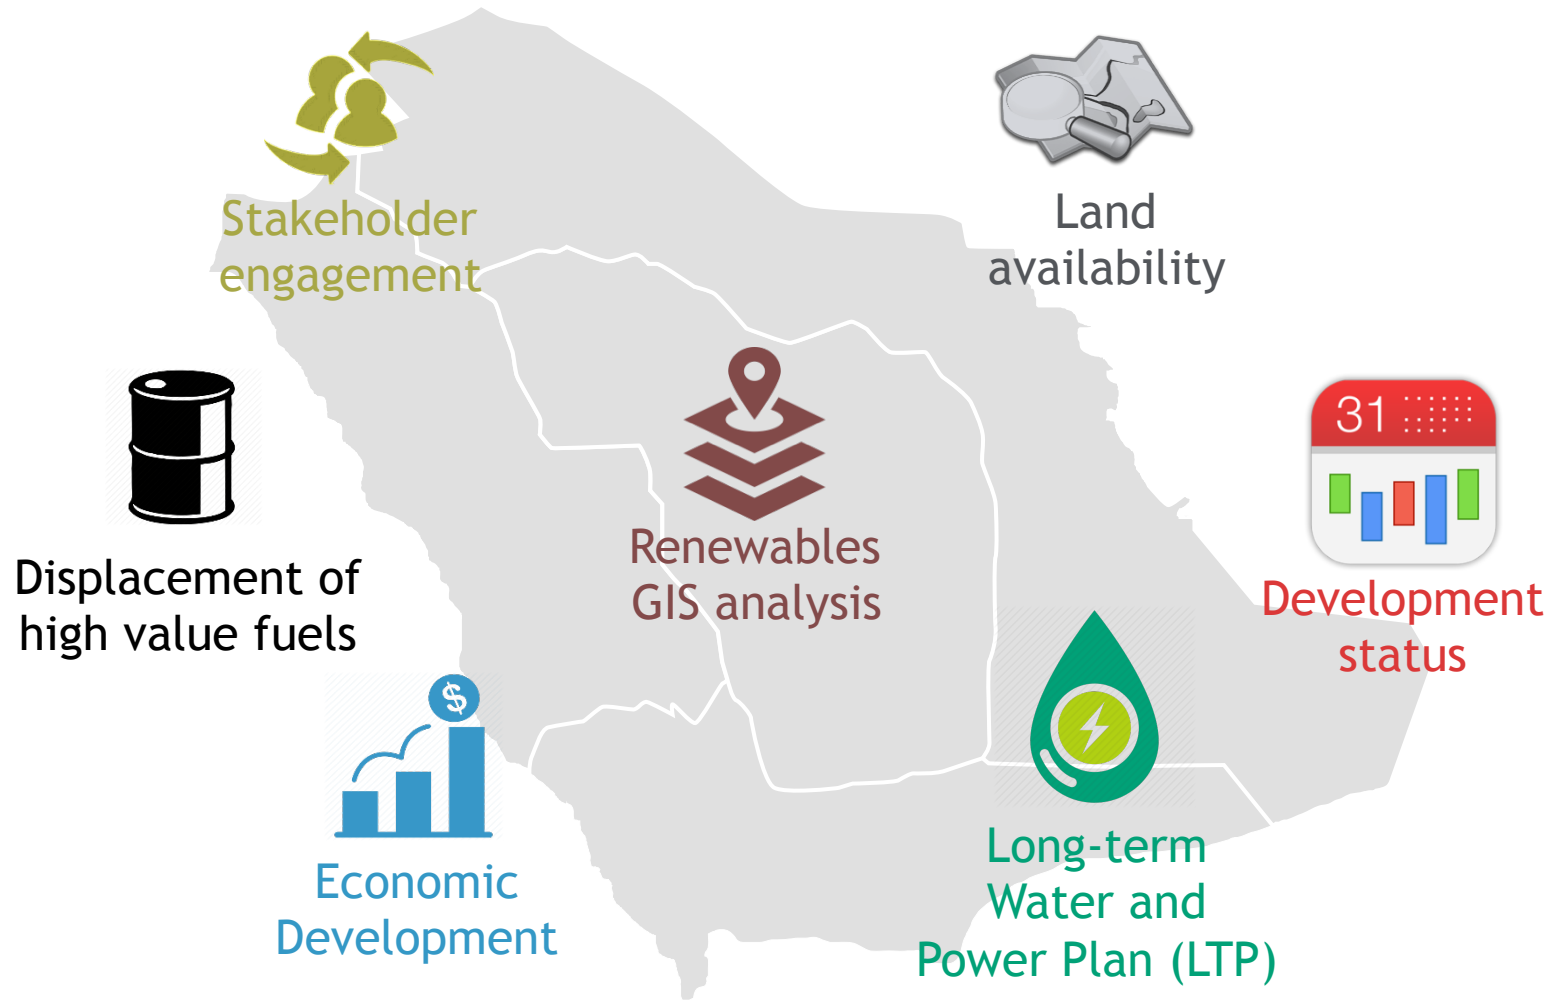 Stakeholder
engagement
Land
availability
31
Displacement of
high value fuels
Renewables
GIS analysis
Development
status
$
Economic
Development
Long-term
Water and
Power Plan (LTP)